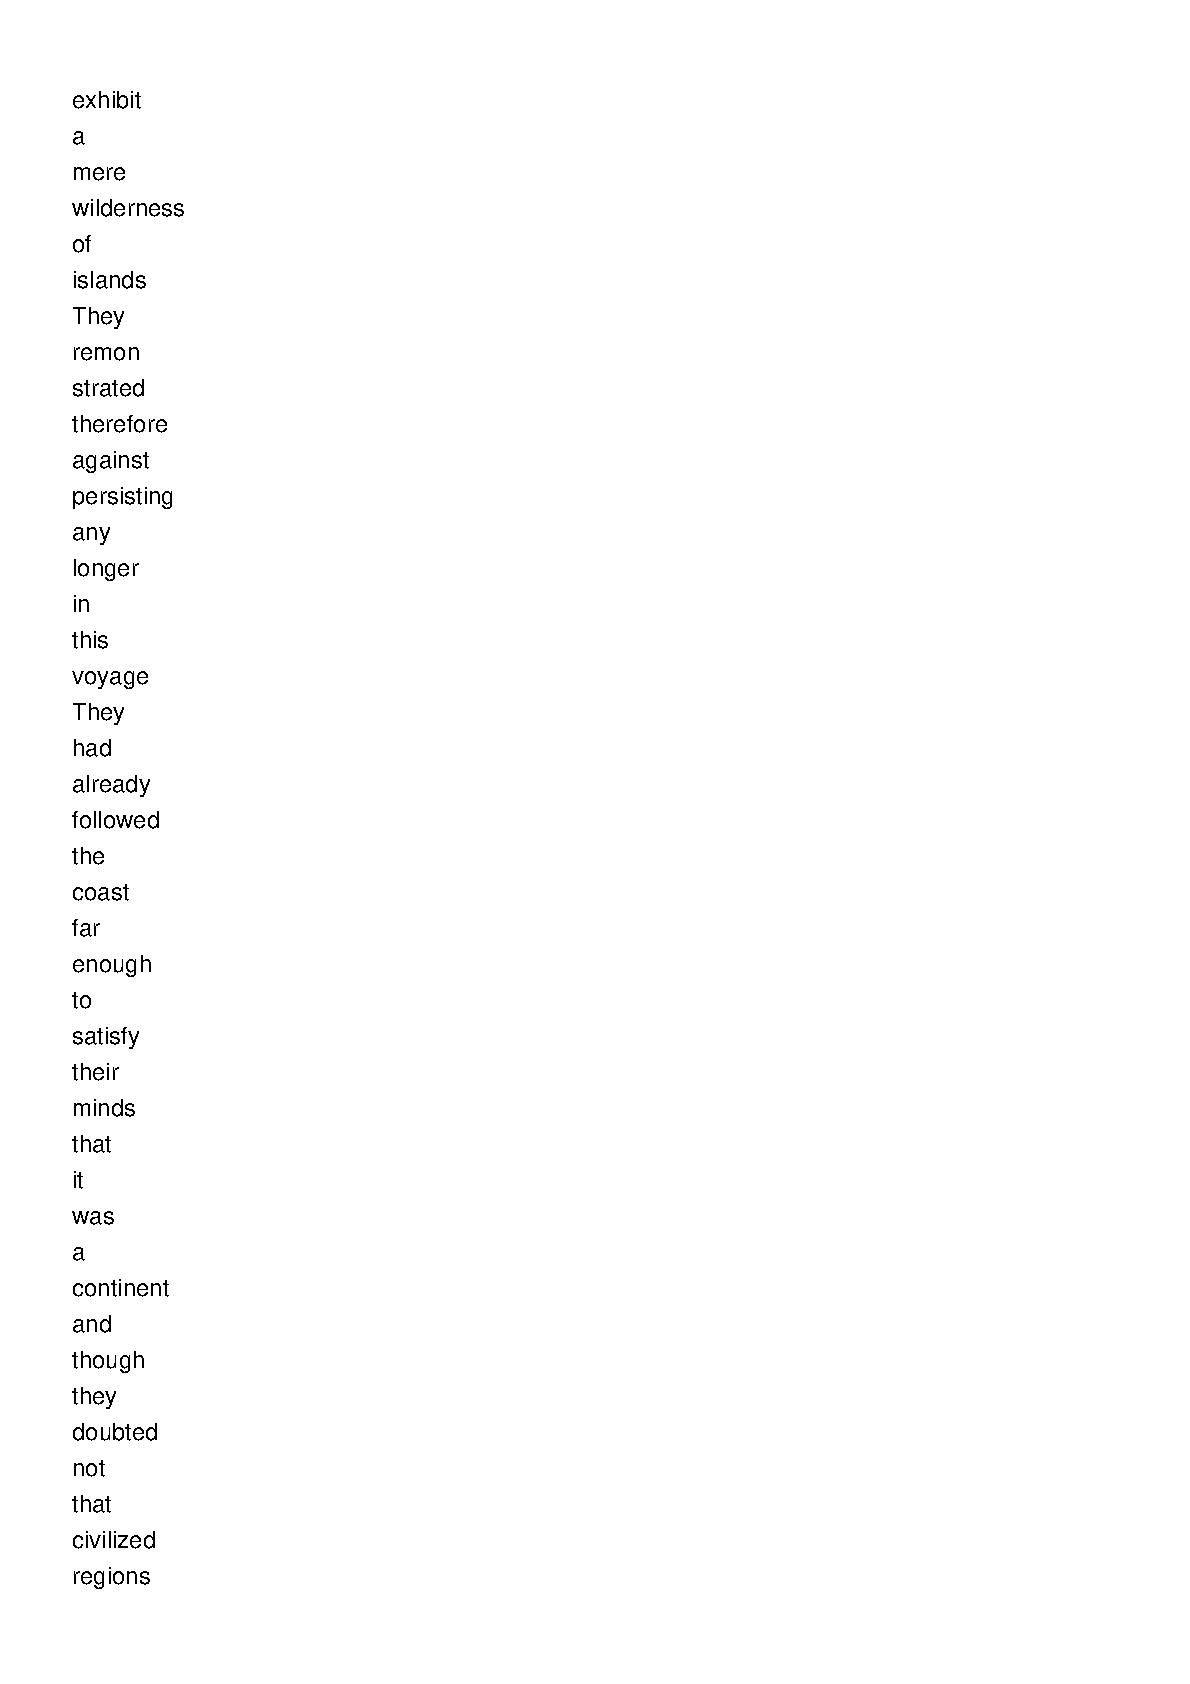 exhibit
a
mere
wilderness
of
islands
They
remon
strated
therefore
against
persisting
any
longer
in
this
voyage
They
had
already
followed
the
coast
far
enough
to
satisfy
their
minds
that
it
was
a
continent
and
though
they
doubted
not
that
civilized
regions